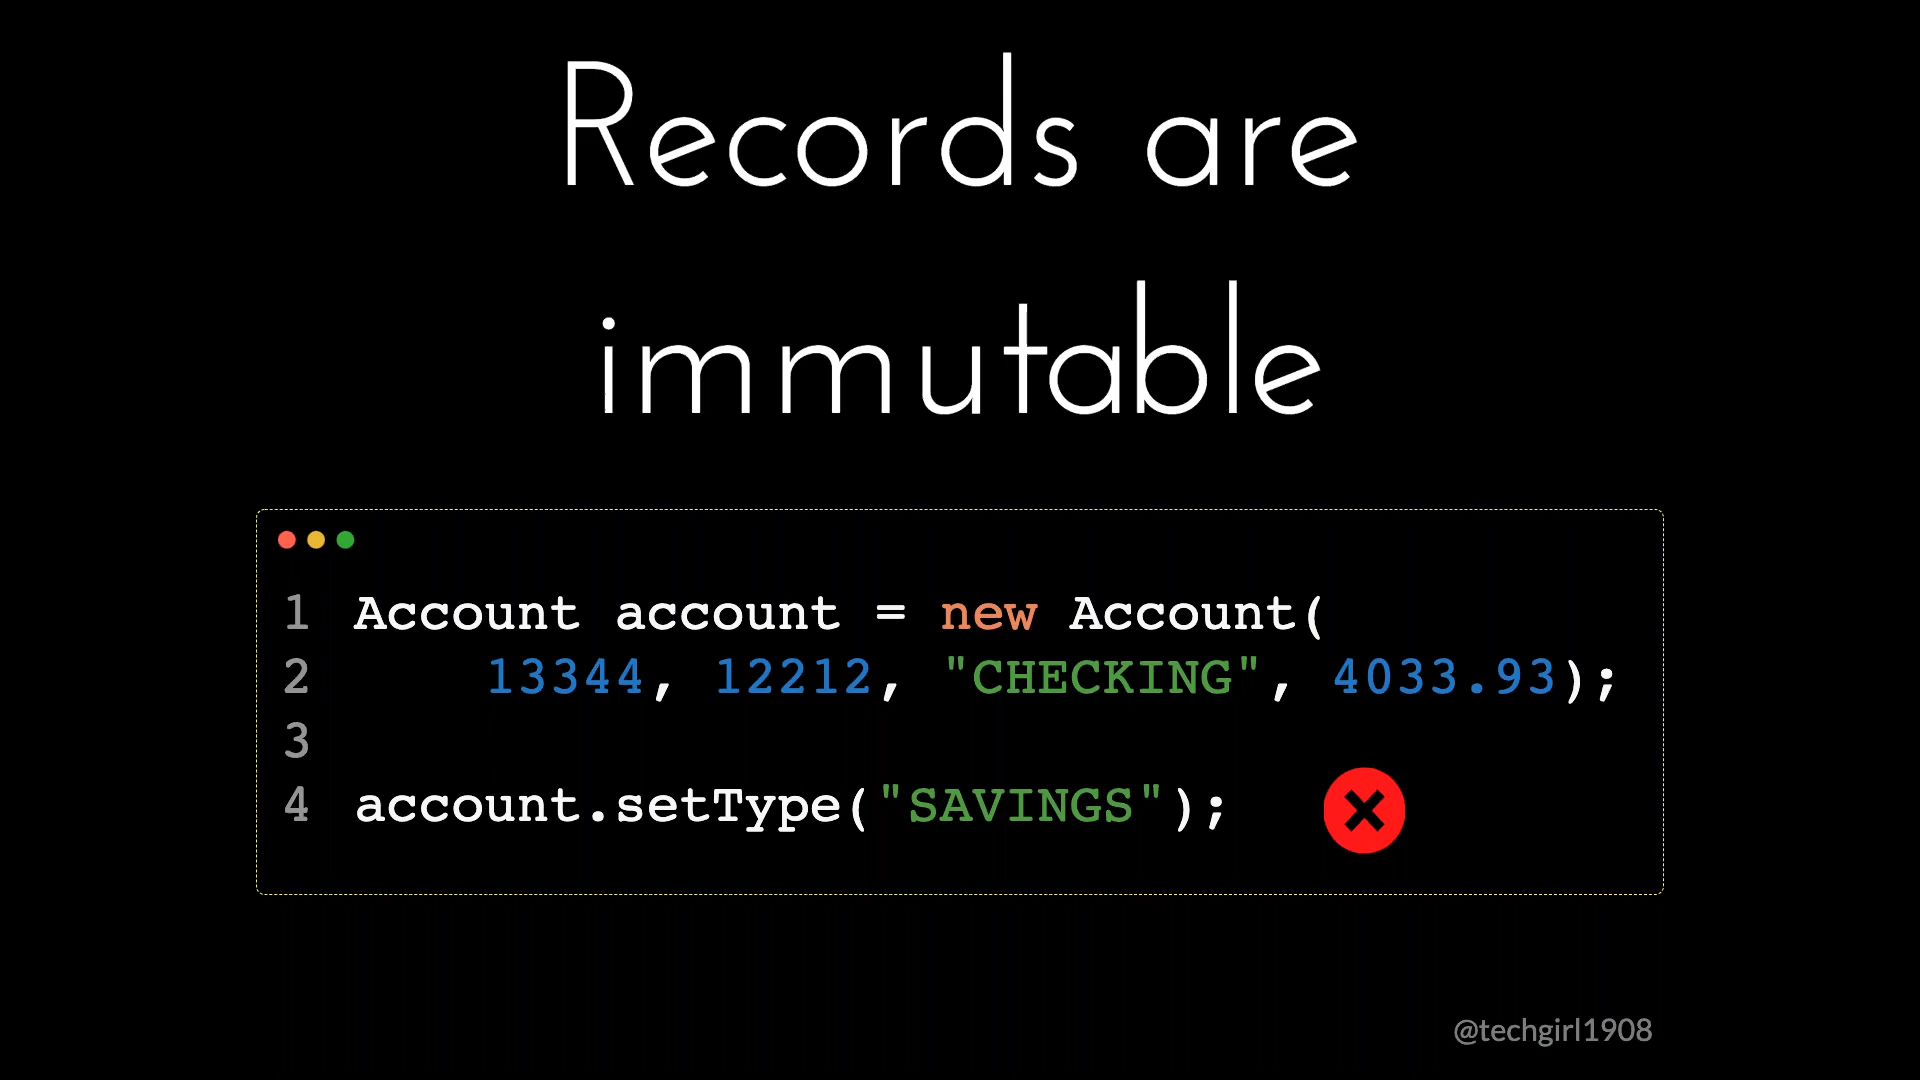 Records are
immutable
1 Account account = new Account(
2     13344, 12212, "CHECKING", 4033.93);
3
4 account.setType("SAVINGS");
@techgirl1908